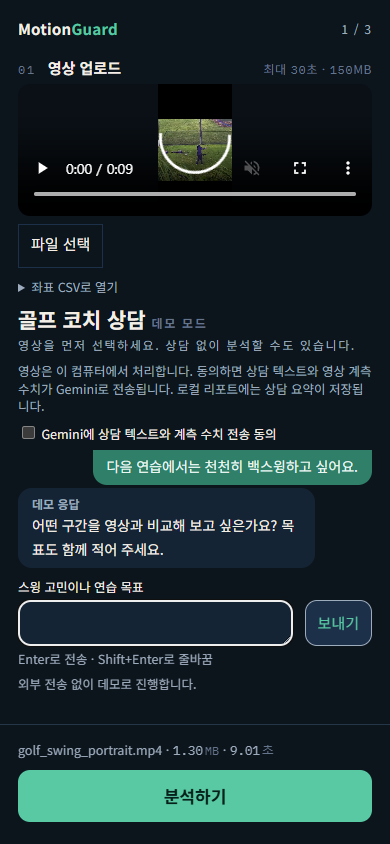 MotionGuard
1 / 3
01 영상 업로드
최대 30초 · 150MB
0:00 / 0:09
파일 선택
▶ 좌표 CSV로 열기
골프 코치 상담 데모 모드
영상을 먼저 선택하세요. 상담 없이 분석할 수도 있습니다.
영상은 이 컴퓨터에서 처리합니다. 동의하면 상담 텍스트와 영상 계측
수치가 Gemini로 전송됩니다. 로컬 리포트에는 상담 요약이 저장됩
니다.
Gemini에 상담 텍스트와 계측 수치 전송 동의
다음 연습에서는 천천히 백스윙하고 싶어요.
데모 응답
어떤 구간을 영상과 비교해 보고 싶은가요? 목
표도 함께 적어 주세요.
스윙 고민이나 연습 목표
보내기
Enter로 전송 · Shift+Enter로 줄바꿈
외부 전송 없이 데모로 진행합니다.
golf_swing_portrait.mp4 · 1.30 MB · 9.01 초
분석하기